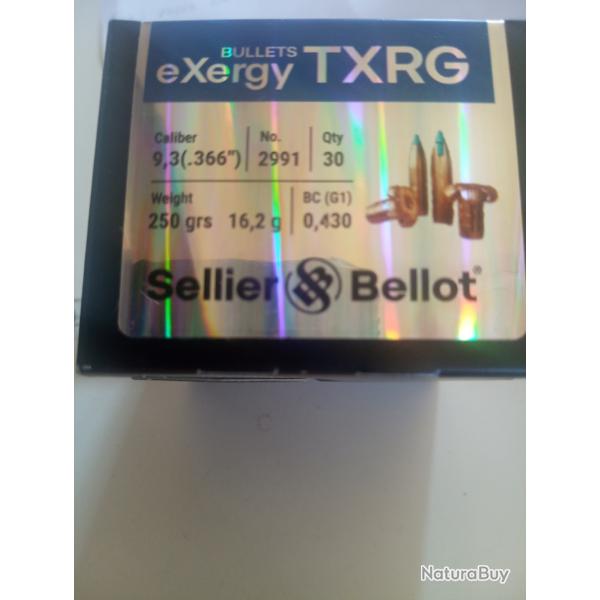 BULLETS
eXergy TXRG
Caliber No. Qty
9,3(.366") 2991 30
Weight BC (G1)
250 grs 16,2 g 0,430
Sellier SB Bellot®
NaturaBuy